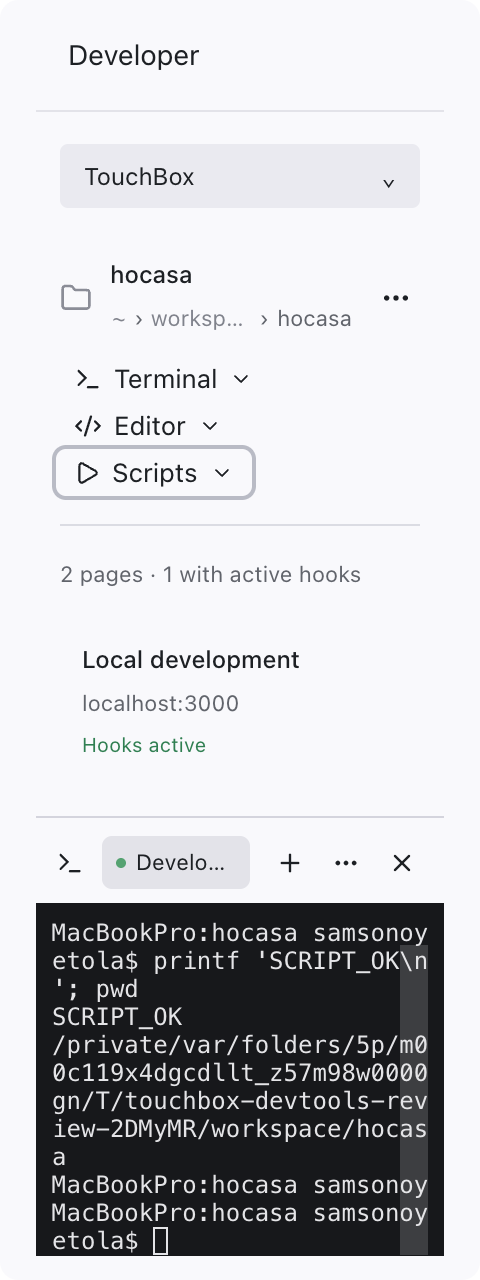 Developer
TouchBox
hocasa
~ › worksp... › hocasa
Terminal
Editor
Scripts
2 pages · 1 with active hooks
Local development
localhost:3000
Hooks active
Develo...
MacBookPro:hocasa samsonoy
etola$ printf 'SCRIPT_OK\n
'; pwd
SCRIPT_OK
/private/var/folders/5p/m0
0c119x4dgcdllt_z57m98w0000
gn/T/touchbox-devtools-rev
iew-2DMyMR/workspace/hocas
a
MacBookPro:hocasa samsonoy
MacBookPro:hocasa samsonoy
etola$